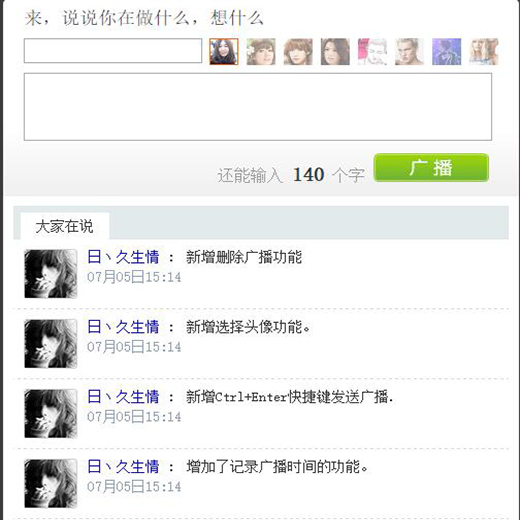 来，说说你在做什么，想什么
还能输入 140 个字 广播
大家在说
日丶久生情 : 新增删除广播功能
07月05日15:14
日丶久生情 : 新增选择头像功能。
07月05日15:14
日丶久生情 : 新增Ctrl+Enter快捷键发送广播.
07月05日15:14
日丶久生情 : 增加了记录广播时间的功能。
07月05日15:14